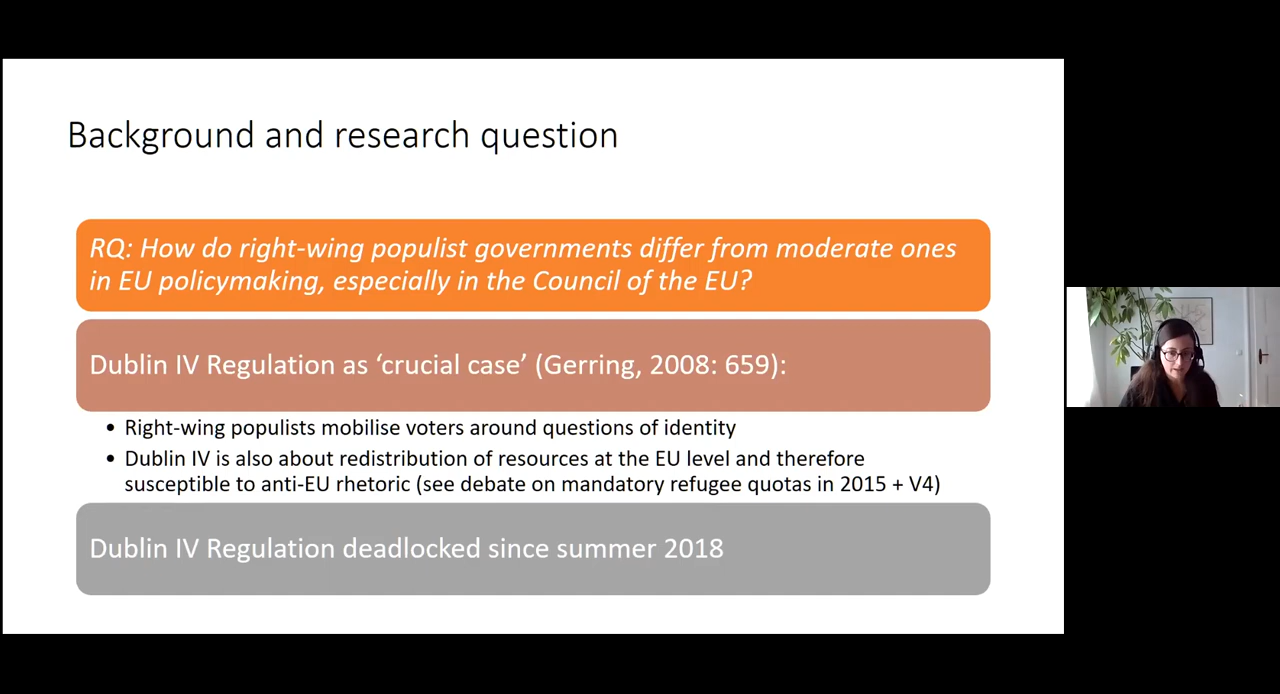 Background and research question
RQ: How do right-wing populist governments differ from moderate ones
in EU policymaking, especially in the Council of the EU?
Dublin IV Regulation as ‘crucial case’ (Gerring, 2008: 659):
• Right-wing populists mobilise voters around questions of identity
• Dublin IV is also about redistribution of resources at the EU level and therefore
susceptible to anti-EU rhetoric (see debate on mandatory refugee quotas in 2015 + V4)
Dublin IV Regulation deadlocked since summer 2018